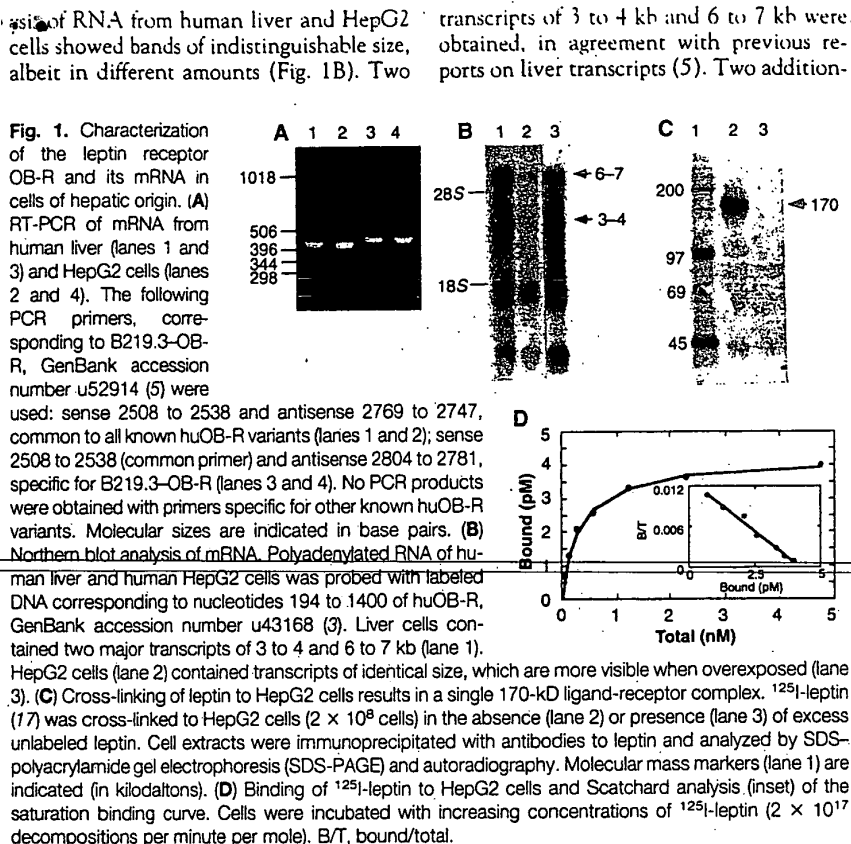 sis of RNA from human liver and HepG2
cells showed bands of indistinguishable size,
albeit in different amounts (Fig. 1B). Two
transcripts of 3 to 4 kb and 6 to 7 kb were
obtained, in agreement with previous re-
ports on liver transcripts (5). Two addition-
Fig. 1. Characterization
of the leptin receptor
OB-R and its mRNA in
cells of hepatic origin. (A)
RT-PCR of mRNA from
human liver (lanes 1 and
3) and HepG2 cells (lanes
2 and 4). The following
PCR primers, corre-
sponding to B219.3–OB-
R, GenBank accession
number u52914 (5) were
used: sense 2508 to 2538 and antisense 2769 to 2747,
common to all known huOB-R variants (lanes 1 and 2); sense
2508 to 2538 (common primer) and antisense 2804 to 2781,
specific for B219.3–OB-R (lanes 3 and 4). No PCR products
were obtained with primers specific for other known huOB-R
variants. Molecular sizes are indicated in base pairs. (B)
Northern blot analysis of mRNA. Polyadenylated RNA of hu-
man liver and human HepG2 cells was probed with labeled
DNA corresponding to nucleotides 194 to 1400 of huOB-R,
GenBank accession number u43168 (3). Liver cells con-
tained two major transcripts of 3 to 4 and 6 to 7 kb (lane 1).
HepG2 cells (lane 2) contained transcripts of identical size, which are more visible when overexposed (lane
3). (C) Cross-linking of leptin to HepG2 cells results in a single 170-kD ligand-receptor complex. ¹²⁵I-leptin
(17) was cross-linked to HepG2 cells (2 × 10⁸ cells) in the absence (lane 2) or presence (lane 3) of excess
unlabeled leptin. Cell extracts were immunoprecipitated with antibodies to leptin and analyzed by SDS–
polyacrylamide gel electrophoresis (SDS-PAGE) and autoradiography. Molecular mass markers (lane 1) are
indicated (in kilodaltons). (D) Binding of ¹²⁵I-leptin to HepG2 cells and Scatchard analysis (inset) of the
saturation binding curve. Cells were incubated with increasing concentrations of ¹²⁵I-leptin (2 × 10¹⁷
decompositions per minute per mole). B/T, bound/total.
A 1 2 3 4
1018
506
396
344
298
B 1 2 3
28S
18S
6–7
3–4
C 1 2 3
200
97
69
45
170
D
5
4
3
2
1
0
Bound (pM)
0 1 2 3 4 5
Total (nM)
0.012
0.006
0
B/T
0 2.5 5
Bound (pM)